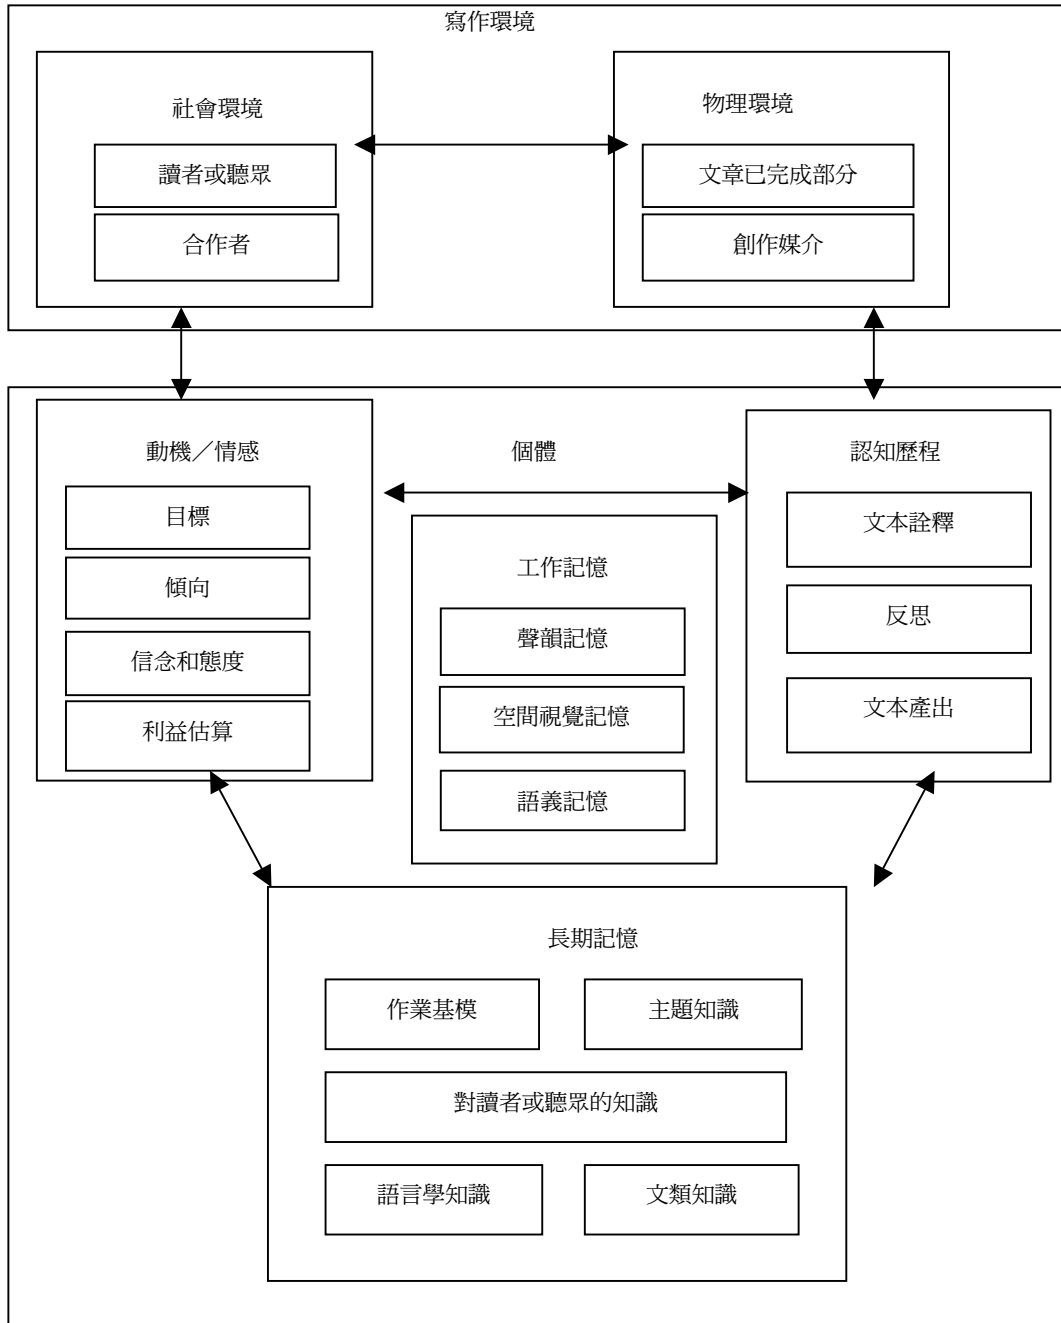 寫作環境
社會環境
讀者或聽眾
合作者
物理環境
文章已完成部分
創作媒介
個體
動機／情感
目標
傾向
信念和態度
利益估算
工作記憶
聲韻記憶
空間視覺記憶
語義記憶
認知歷程
文本詮釋
反思
文本產出
長期記憶
作業基模
主題知識
對讀者或聽眾的知識
語言學知識
文類知識